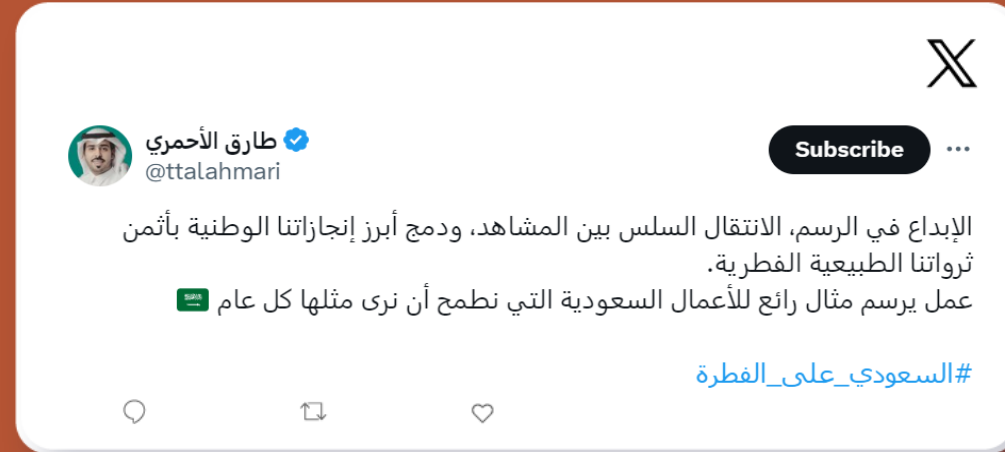 طارق الأحمري
@ttalahmari
Subscribe
الإبداع في الرسم، الانتقال السلس بين المشاهد، ودمج أبرز إنجازاتنا الوطنية بأثمن
ثرواتنا الطبيعية الفطرية.
عمل يرسم مثال رائع للأعمال السعودية التي نطمح أن نرى مثلها كل عام 🇸🇦
#السعودي_على_الفطرة